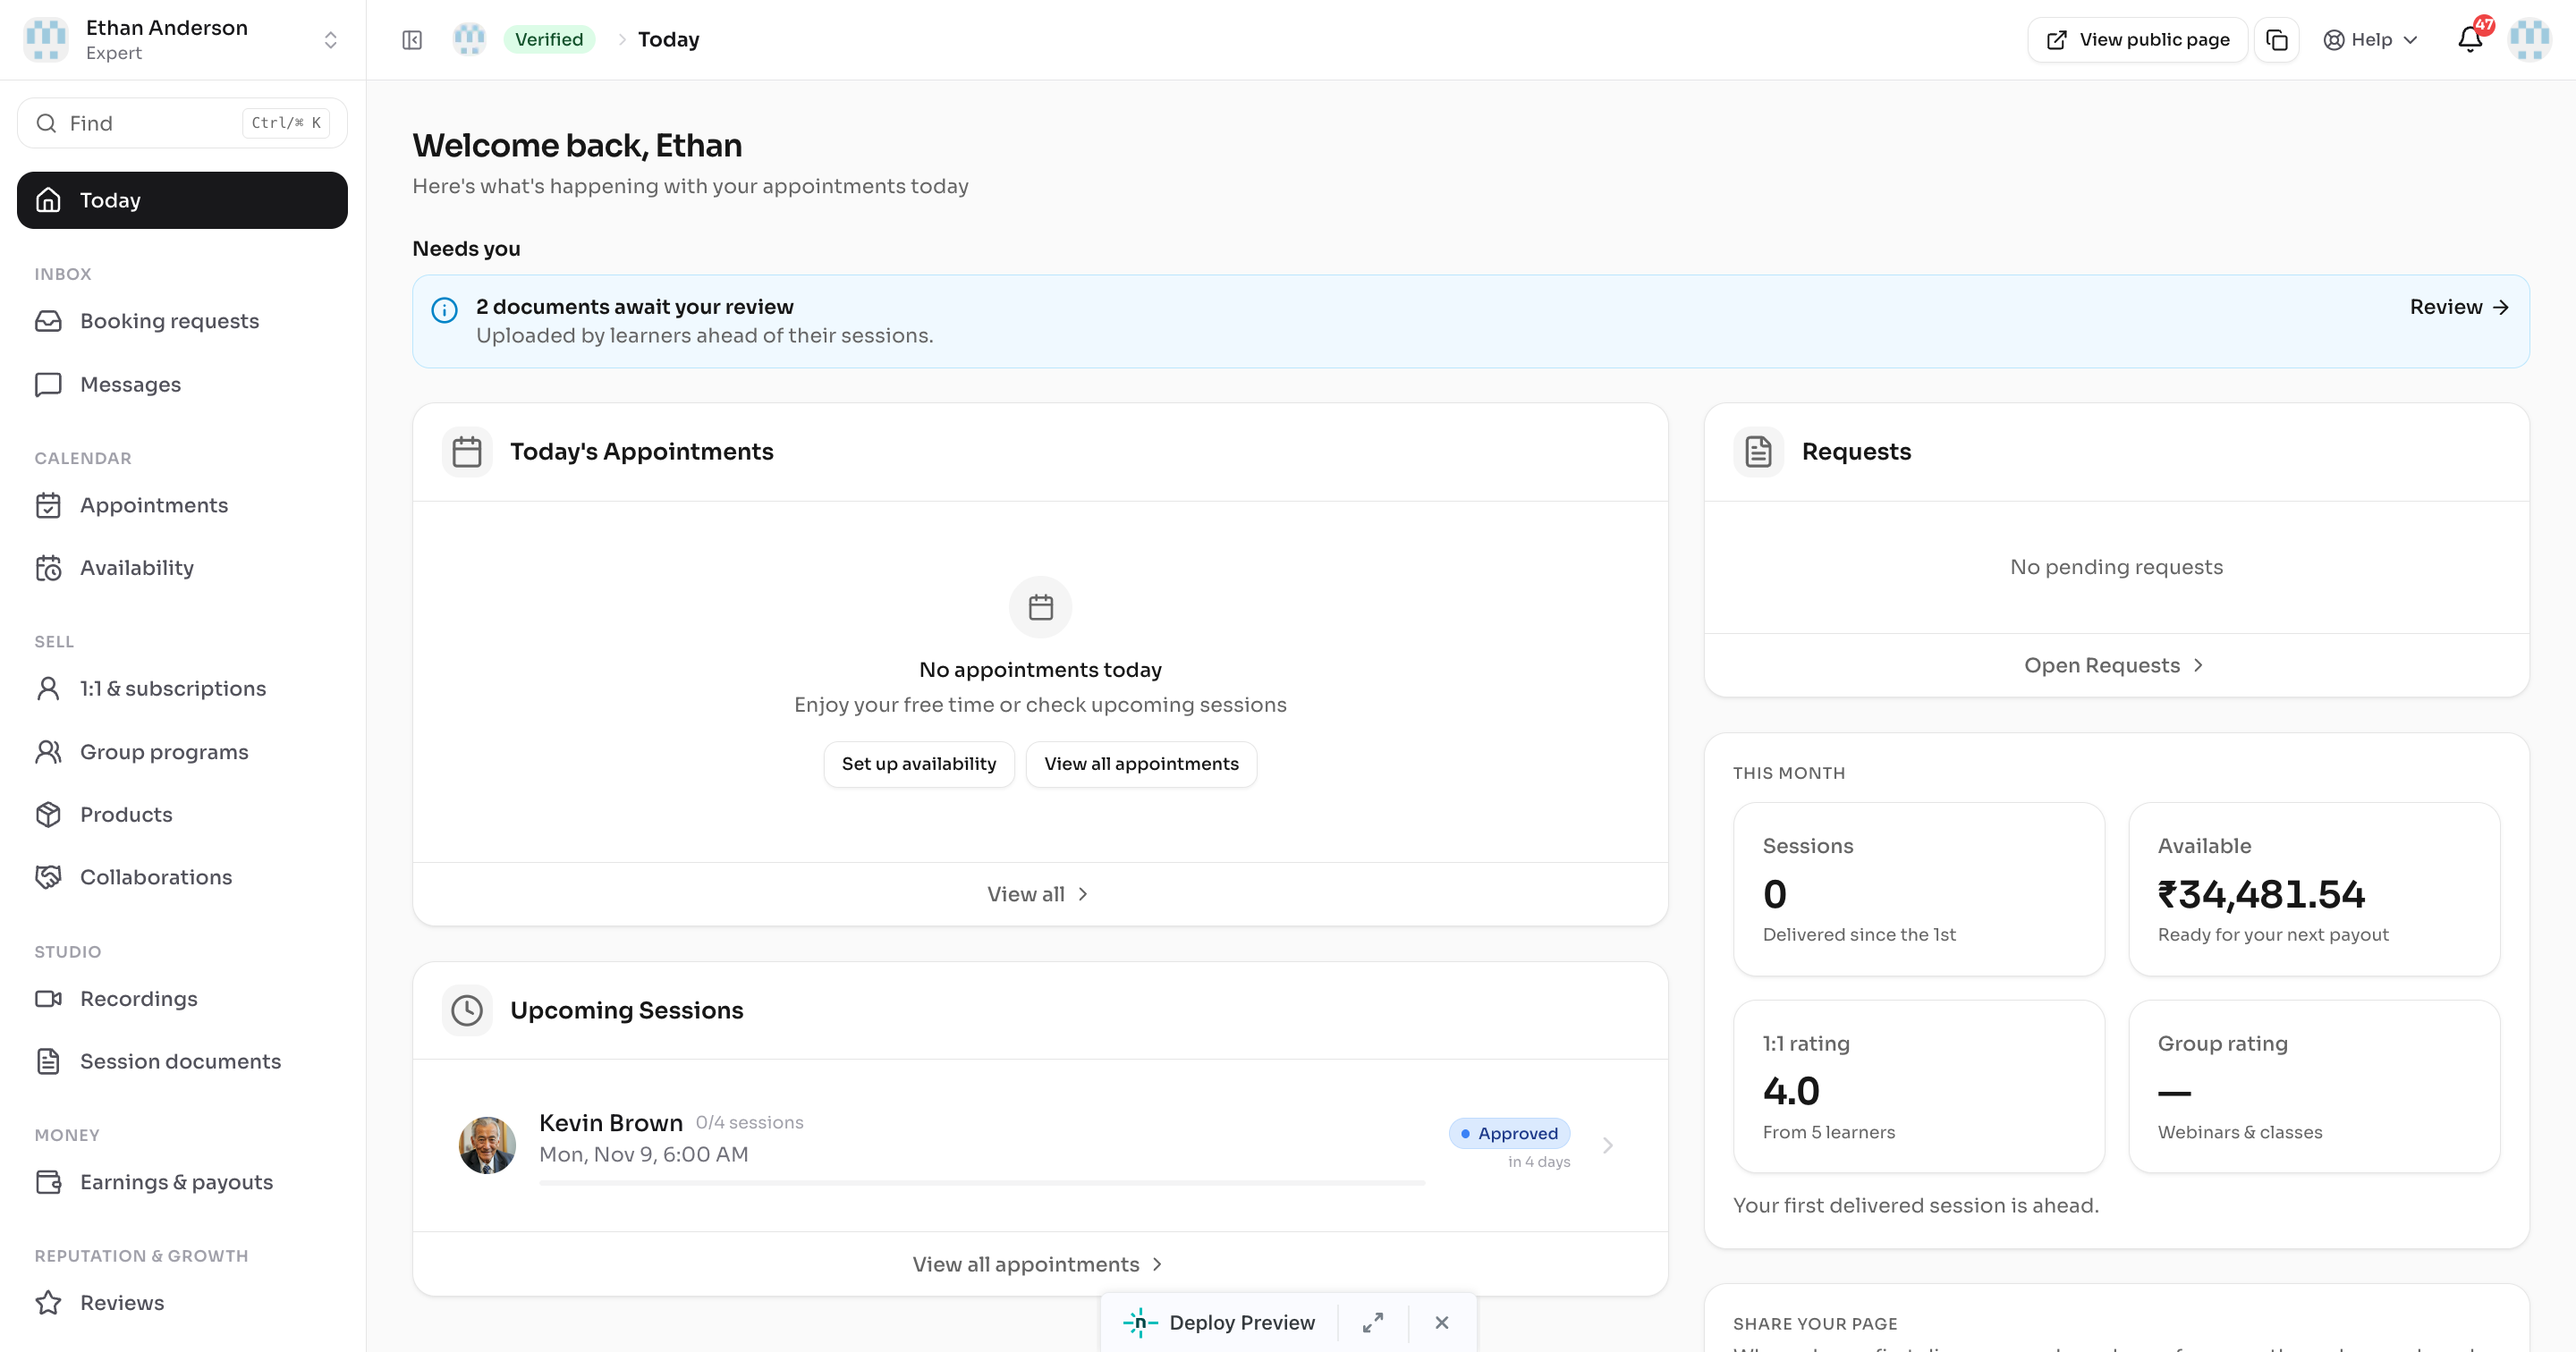 Ethan Anderson
Expert
Find
Ctrl/⌘ K
Today
INBOX
Booking requests
Messages
CALENDAR
Appointments
Availability
SELL
1:1 & subscriptions
Group programs
Products
Collaborations
STUDIO
Recordings
Session documents
MONEY
Earnings & payouts
REPUTATION & GROWTH
Reviews
Verified
Today
View public page
Help
47
Welcome back, Ethan
Here's what's happening with your appointments today
Needs you
2 documents await your review
Uploaded by learners ahead of their sessions.
Review
Today's Appointments
No appointments today
Enjoy your free time or check upcoming sessions
Set up availability
View all appointments
View all
Upcoming Sessions
Kevin Brown 0/4 sessions
Mon, Nov 9, 6:00 AM
Approved
in 4 days
View all appointments
Requests
No pending requests
Open Requests
THIS MONTH
Sessions
0
Delivered since the 1st
Available
₹34,481.54
Ready for your next payout
1:1 rating
4.0
From 5 learners
Group rating
—
Webinars & classes
Your first delivered session is ahead.
SHARE YOUR PAGE
n Deploy Preview